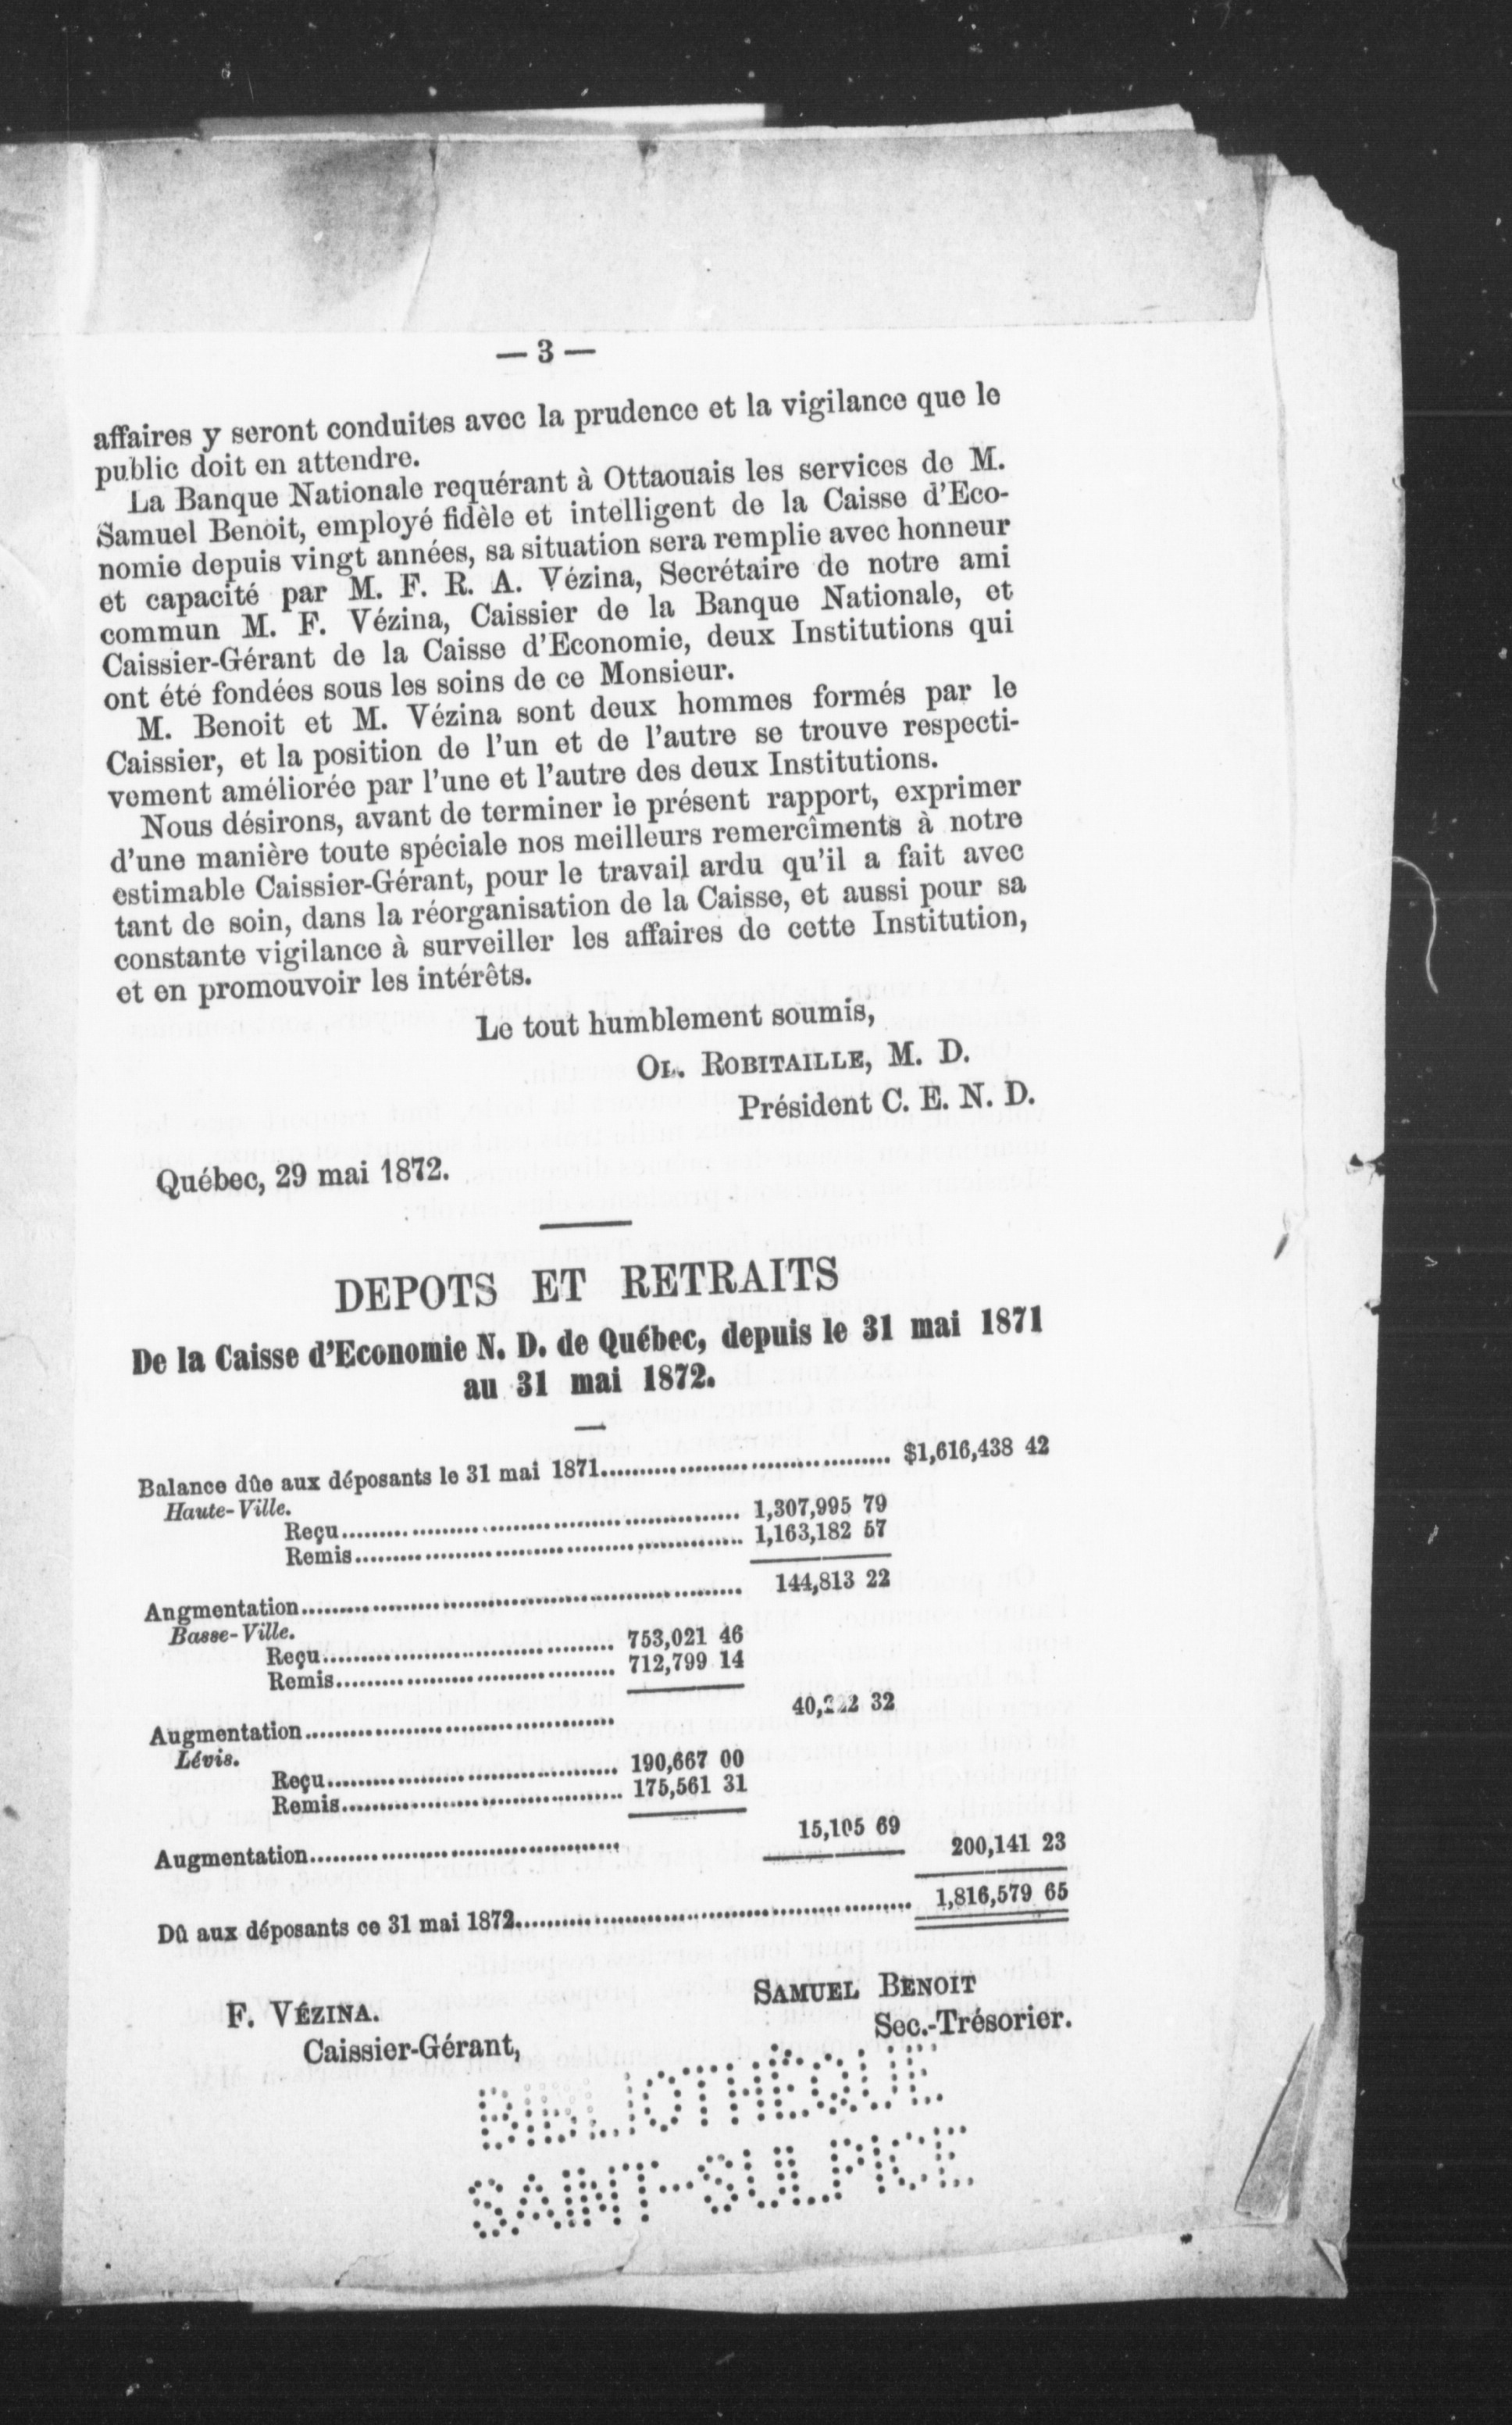 — 3 —
affaires y seront conduites avec la prudence et la vigilance que le
public doit en attendre.
La Banque Nationale requérant à Ottaouais les services de M.
Samuel Benoit, employé fidèle et intelligent de la Caisse d'Eco-
nomie depuis vingt années, sa situation sera remplie avec honneur
et capacité par M. F. R. A. Vézina, Secrétaire de notre ami
commun M. F. Vézina, Caissier de la Banque Nationale, et
Caissier-Gérant de la Caisse d'Economie, deux Institutions qui
ont été fondées sous les soins de ce Monsieur.
M. Benoit et M. Vézina sont deux hommes formés par le
Caissier, et la position de l'un et de l'autre se trouve respecti-
vement améliorée par l'une et l'autre des deux Institutions.
Nous désirons, avant de terminer le présent rapport, exprimer
d'une manière toute spéciale nos meilleurs remercîments à notre
estimable Caissier-Gérant, pour le travail ardu qu'il a fait avec
tant de soin, dans la réorganisation de la Caisse, et aussi pour sa
constante vigilance à surveiller les affaires de cette Institution,
et en promouvoir les intérêts.
Le tout humblement soumis,
OL. ROBITAILLE, M. D.
Président C. E. N. D.
Québec, 29 mai 1872.
DEPOTS ET RETRAITS
De la Caisse d'Economie N. D. de Québec, depuis le 31 mai 1871
au 31 mai 1872.
Balance dûe aux déposants le 31 mai 1871........ $1,616,438 42
Haute-Ville.
Reçu........ 1,307,995 79
Remis........ 1,163,182 57
Angmentation........ 144,813 22
Basse-Ville.
Reçu........ 753,021 46
Remis........ 712,799 14
Augmentation........ 40,222 32
Lévis.
Reçu........ 190,667 00
Remis........ 175,561 31
Augmentation........ 15,105 69 200,141 23
Dû aux déposants ce 31 mai 1872........ 1,816,579 65
F. VÉZINA.
Caissier-Gérant,
SAMUEL BENOIT
Sec.-Trésorier.
BIBLIOTHÈQUE
SAINT-SULPICE